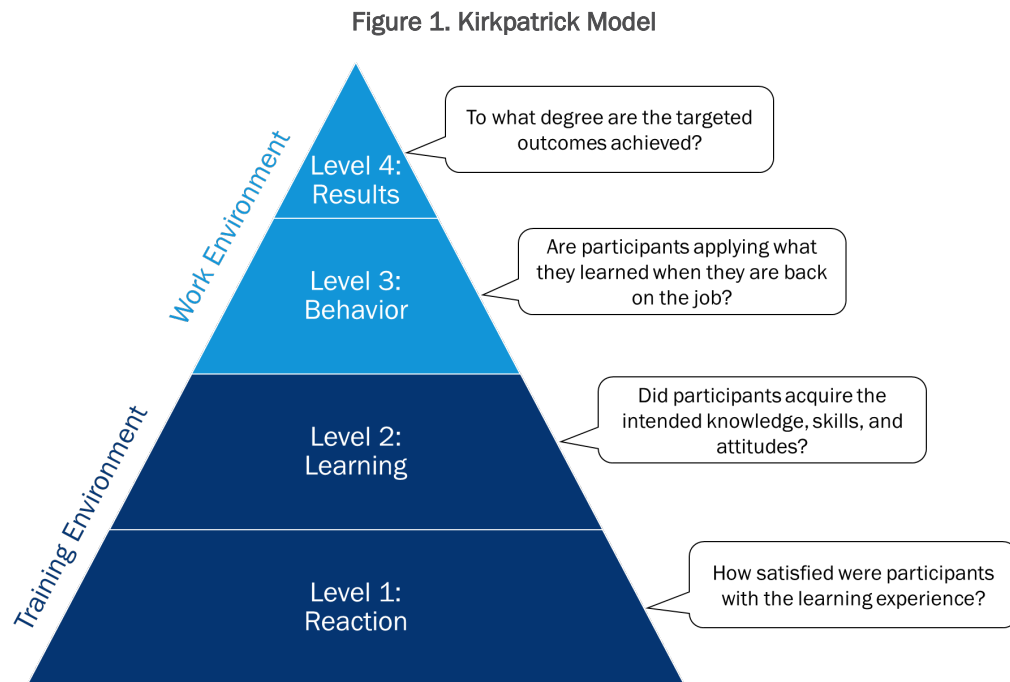 Figure 1. Kirkpatrick Model
To what degree are the targeted
outcomes achieved?
Level 4:
Results
Work Environment
Are participants applying what
they learned when they are back
on the job?
Level 3:
Behavior
Did participants acquire the
intended knowledge, skills, and
attitudes?
Level 2:
Learning
Training Environment
How satisfied were participants
with the learning experience?
Level 1:
Reaction